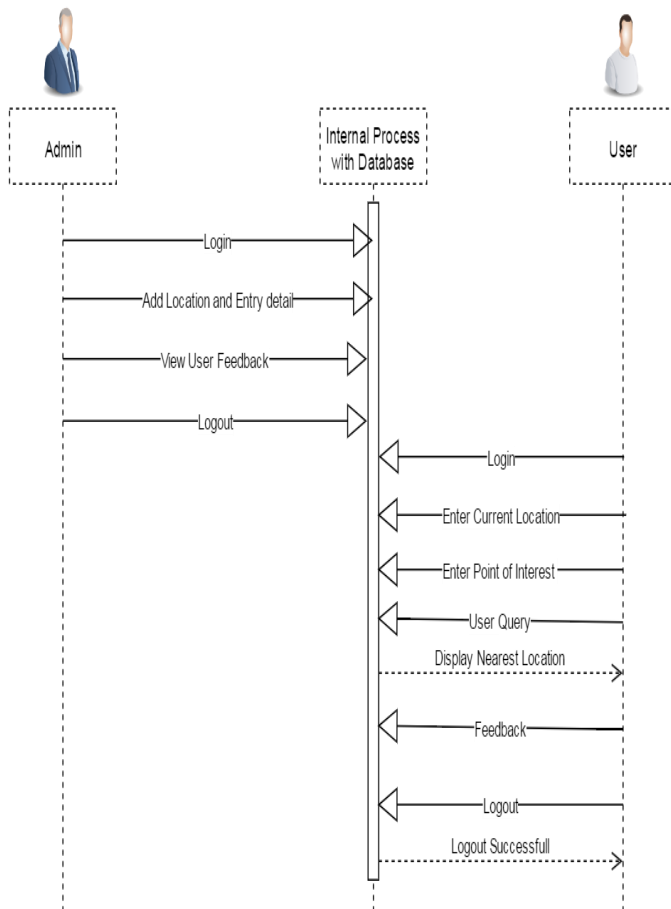 Admin
Internal Process
with Database
User
Login
Add Location and Entry detail
View User Feedback
Logout
Login
Enter Current Location
Enter Point of Interest
User Query
Display Nearest Location
Feedback
Logout
Logout Successfull